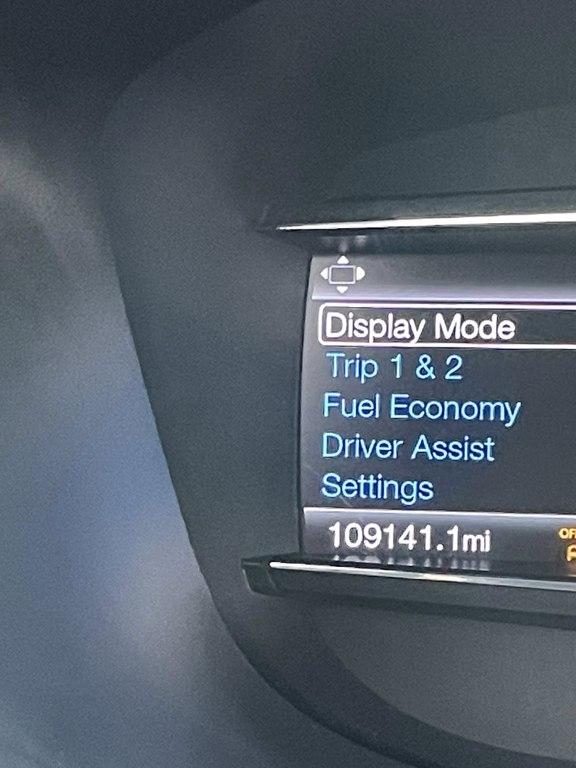 Display Mode
Trip 1 & 2
Fuel Economy
Driver Assist
Settings
109141.1mi